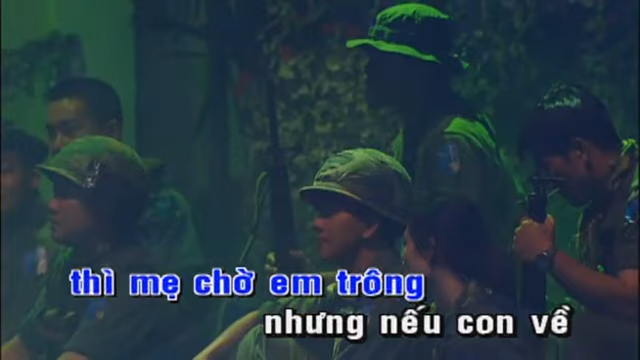 thì mẹ chờ em trông
nhưng nếu con về